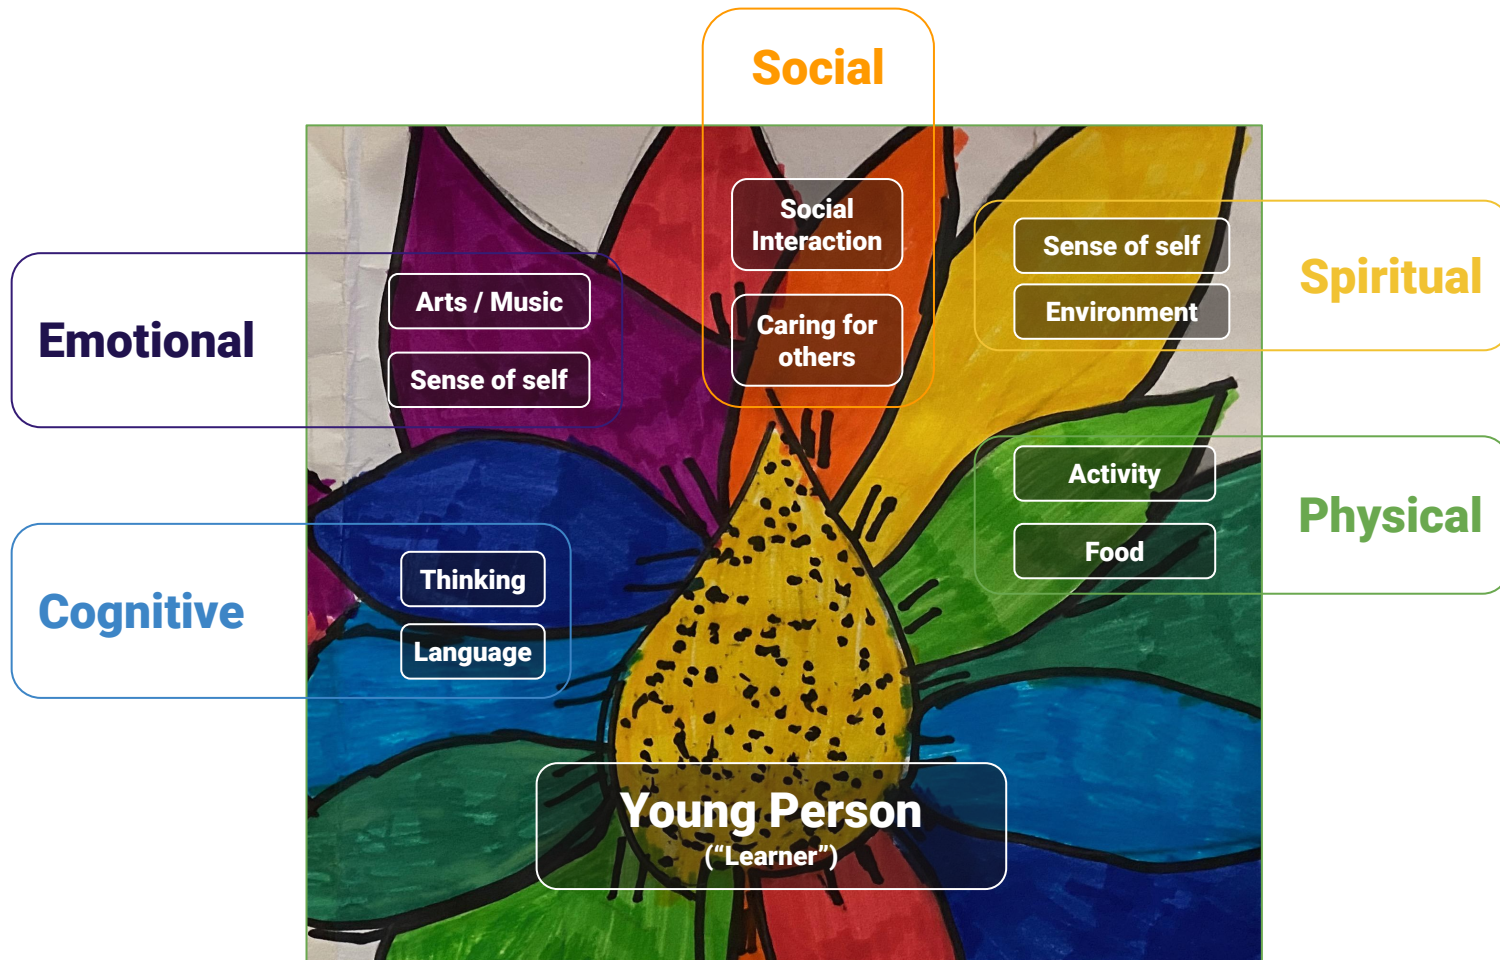 Social
Social
Interaction
Caring for
others
Emotional
Arts / Music
Sense of self
Spiritual
Sense of self
Environment
Physical
Activity
Food
Cognitive
Thinking
Language
Young Person
(“Learner”)